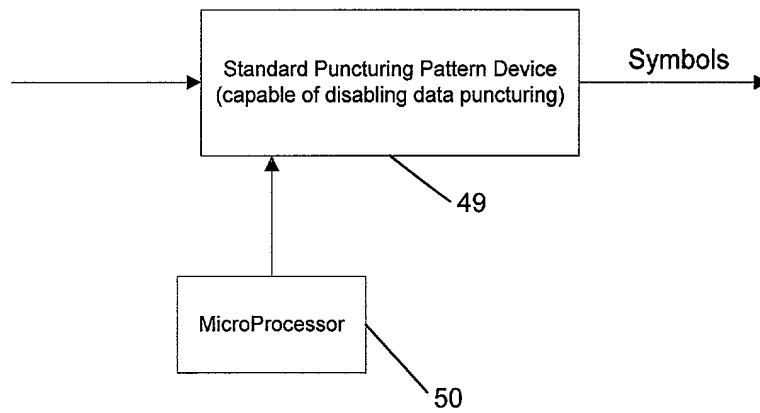 Standard Puncturing Pattern Device
(capable of disabling data puncturing)
Symbols
49
MicroProcessor
50